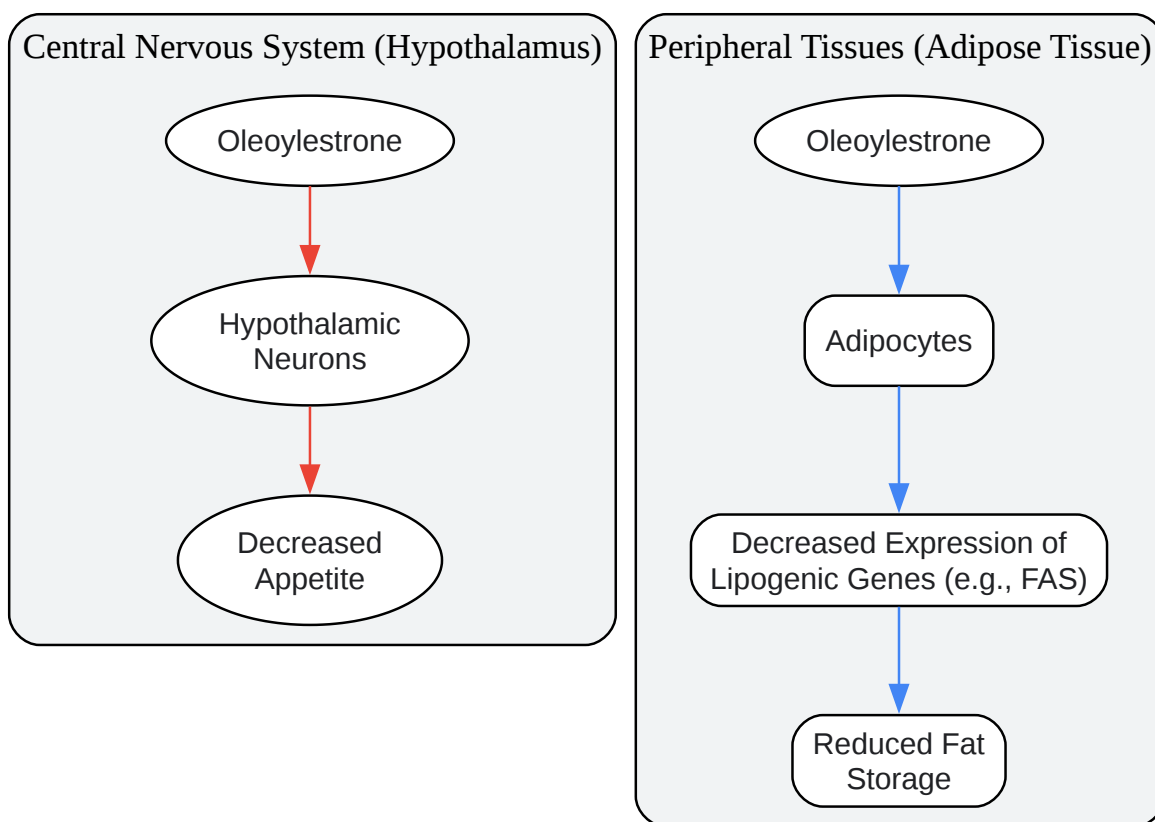 Central Nervous System (Hypothalamus)
Oleoylestrone
Hypothalamic
Neurons
Decreased
Appetite
Peripheral Tissues (Adipose Tissue)
Oleoylestrone
Adipocytes
Decreased Expression of
Lipogenic Genes (e.g., FAS)
Reduced Fat
Storage